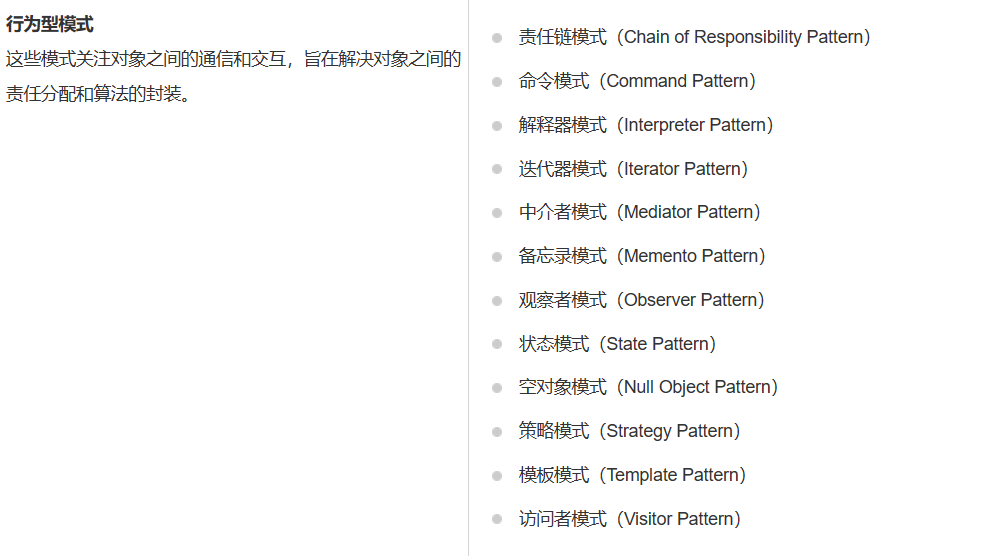 行为型模式
这些模式关注对象之间的通信和交互，旨在解决对象之间的
责任分配和算法的封装。
责任链模式（Chain of Responsibility Pattern）
命令模式（Command Pattern）
解释器模式（Interpreter Pattern）
迭代器模式（Iterator Pattern）
中介者模式（Mediator Pattern）
备忘录模式（Memento Pattern）
观察者模式（Observer Pattern）
状态模式（State Pattern）
空对象模式（Null Object Pattern）
策略模式（Strategy Pattern）
模板模式（Template Pattern）
访问者模式（Visitor Pattern）